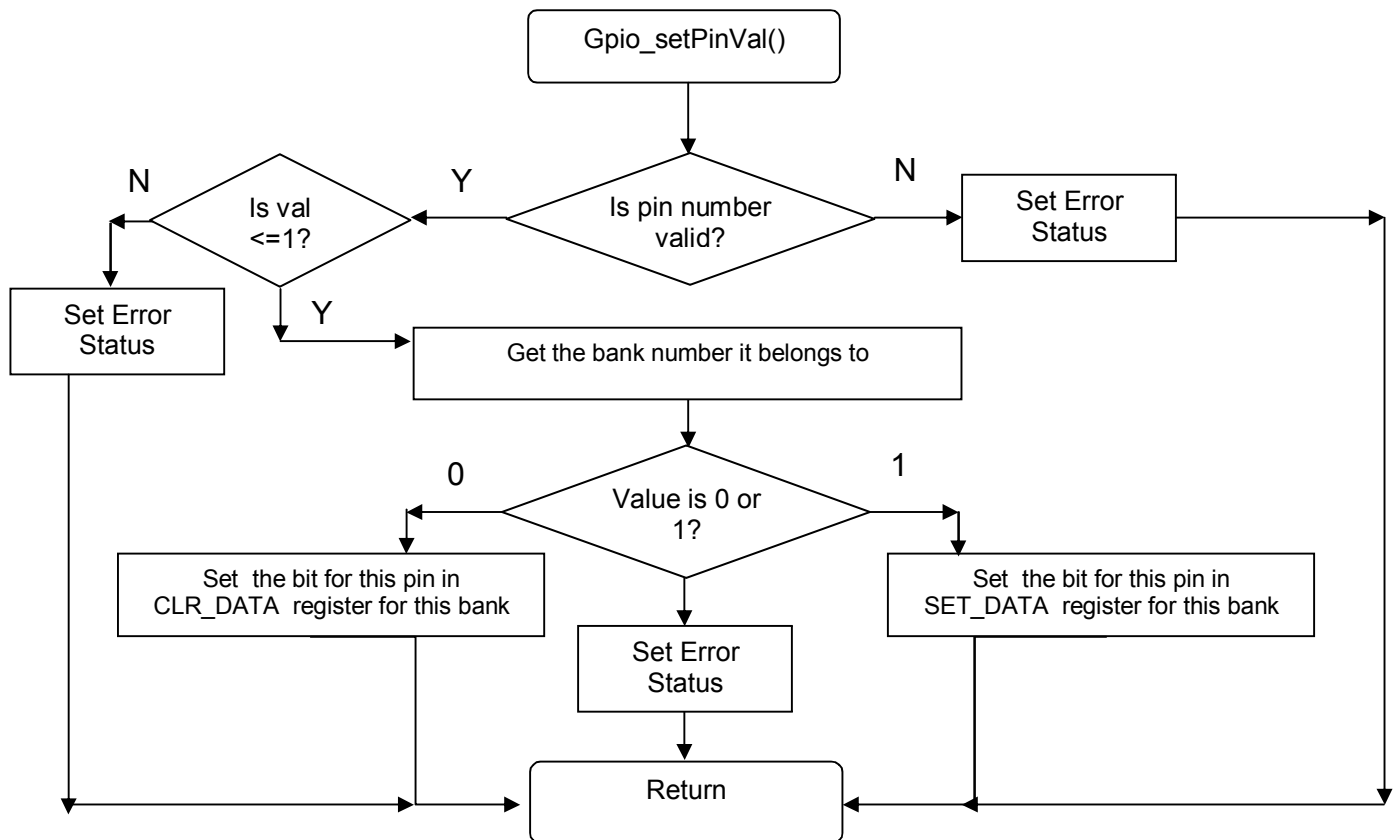 Gpio_setPinVal()
N
Y
N
Is val
<=1?
Is pin number
valid?
Set Error
Status
Set Error
Status
Y
Get the bank number it belongs to
0
1
Value is 0 or
1?
Set the bit for this pin in
CLR_DATA register for this bank
Set the bit for this pin in
SET_DATA register for this bank
Set Error
Status
Return